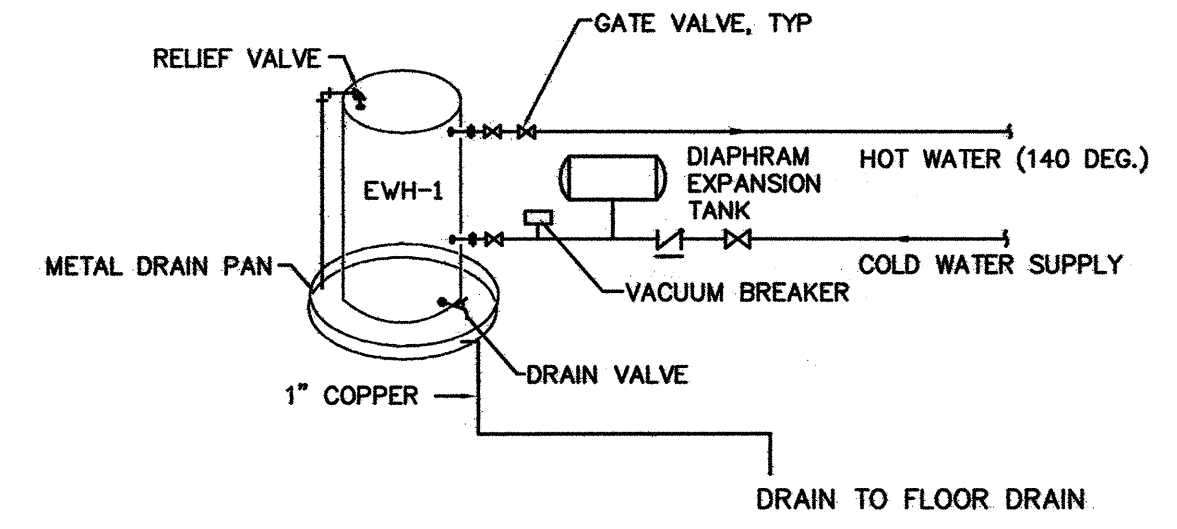 GATE VALVE, TYP
RELIEF VALVE
DIAPHRAM
EXPANSION
TANK
HOT WATER (140 DEG.)
EWH-1
METAL DRAIN PAN
COLD WATER SUPPLY
VACUUM BREAKER
DRAIN VALVE
1" COPPER
DRAIN TO FLOOR DRAIN